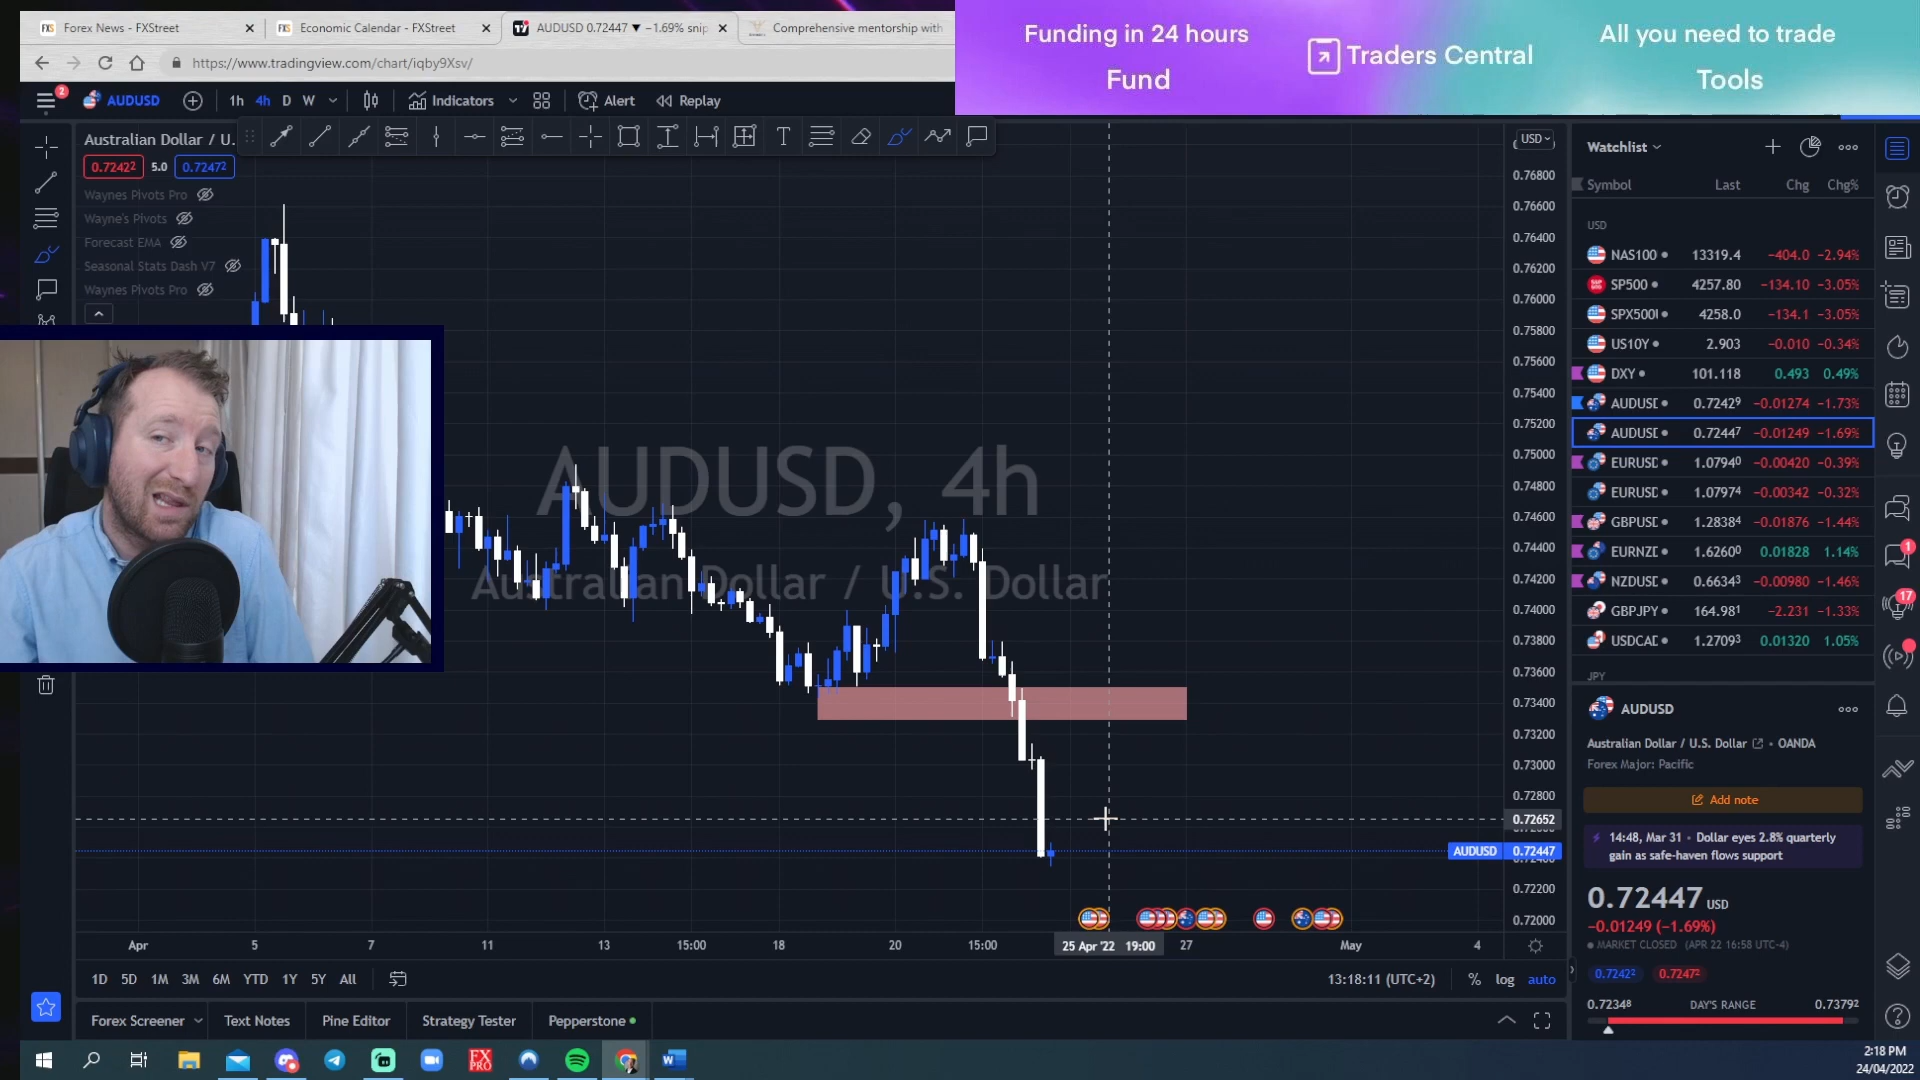 Forex News - FXStreet
Economic Calendar - FXStreet
AUDUSD 0.72447 ▼ −1.69% snip
Comprehensive mentorship with
https://www.tradingview.com/chart/iqby9Xsv/
Funding in 24 hours
Fund
Traders Central
All you need to trade
Tools
2
AUDUSD
1h 4h D W
Indicators
Alert
Replay
Australian Dollar / U.
0.72422 5.0 0.72472
Waynes Pivots Pro
Wayne's Pivots
Forecast EMA
Seasonal Stats Dash V7
Waynes Pivots Pro
AUDUSD, 4h
Australian Dollar / U.S. Dollar
USD
0.76800
0.76600
0.76400
0.76200
0.76000
0.75800
0.75600
0.75400
0.75200
0.75000
0.74800
0.74600
0.74400
0.74200
0.74000
0.73800
0.73600
0.73400
0.73200
0.73000
0.72800
0.72652
AUDUSD 0.72447
0.72200
0.72000
Apr 5 7 11 13 15:00 18 20 15:00 25 Apr '22 19:00 27 May 4
1D 5D 1M 3M 6M YTD 1Y 5Y All
13:18:11 (UTC+2) % log auto
Forex Screener Text Notes Pine Editor Strategy Tester Pepperstone
Watchlist
Symbol Last Chg Chg%
USD
NAS100 13319.4 −404.0 −2.94%
SP500 4257.80 −134.10 −3.05%
SPX500 4258.0 −134.1 −3.05%
US10Y 2.903 −0.010 −0.34%
DXY 101.118 0.493 0.49%
AUDUSD 0.72429 −0.01274 −1.73%
AUDUSD 0.72447 −0.01249 −1.69%
EURUSD 1.07940 −0.00420 −0.39%
EURUSD 1.07974 −0.00342 −0.32%
GBPUSD 1.28384 −0.01876 −1.44%
EURNZD 1.62600 0.01828 1.14%
NZDUSD 0.66343 −0.00980 −1.46%
GBPJPY 164.981 −2.231 −1.33%
USDCAD 1.27093 0.01320 1.05%
JPY
AUDUSD
Australian Dollar / U.S. Dollar • OANDA
Forex Major: Pacific
Add note
14:48, Mar 31 • Dollar eyes 2.8% quarterly
gain as safe-haven flows support
0.72447 USD
−0.01249 (−1.69%)
MARKET CLOSED (APR 22 16:58 UTC-4)
0.72422 0.72472
0.72348 DAY'S RANGE 0.73792
1
17
FX
PRO
2:18 PM
24/04/2022